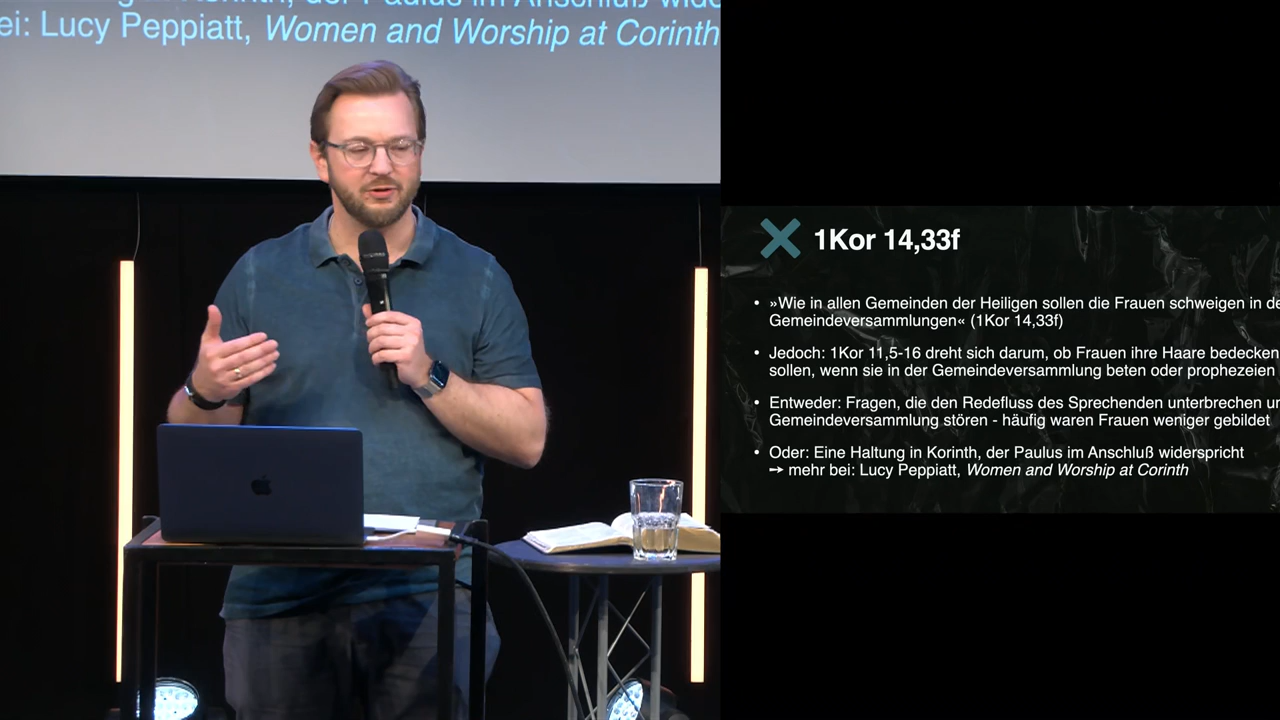 ei: Lucy Peppiatt, Women and Worship at Corinth
1Kor 14,33f
• »Wie in allen Gemeinden der Heiligen sollen die Frauen schweigen in de
Gemeindeversammlungen« (1Kor 14,33f)
• Jedoch: 1Kor 11,5-16 dreht sich darum, ob Frauen ihre Haare bedecken
sollen, wenn sie in der Gemeindeversammlung beten oder prophezeien
• Entweder: Fragen, die den Redefluss des Sprechenden unterbrechen u
Gemeindeversammlung stören - häufig waren Frauen weniger gebildet
• Oder: Eine Haltung in Korinth, der Paulus im Anschluß widerspricht
➙ mehr bei: Lucy Peppiatt, Women and Worship at Corinth